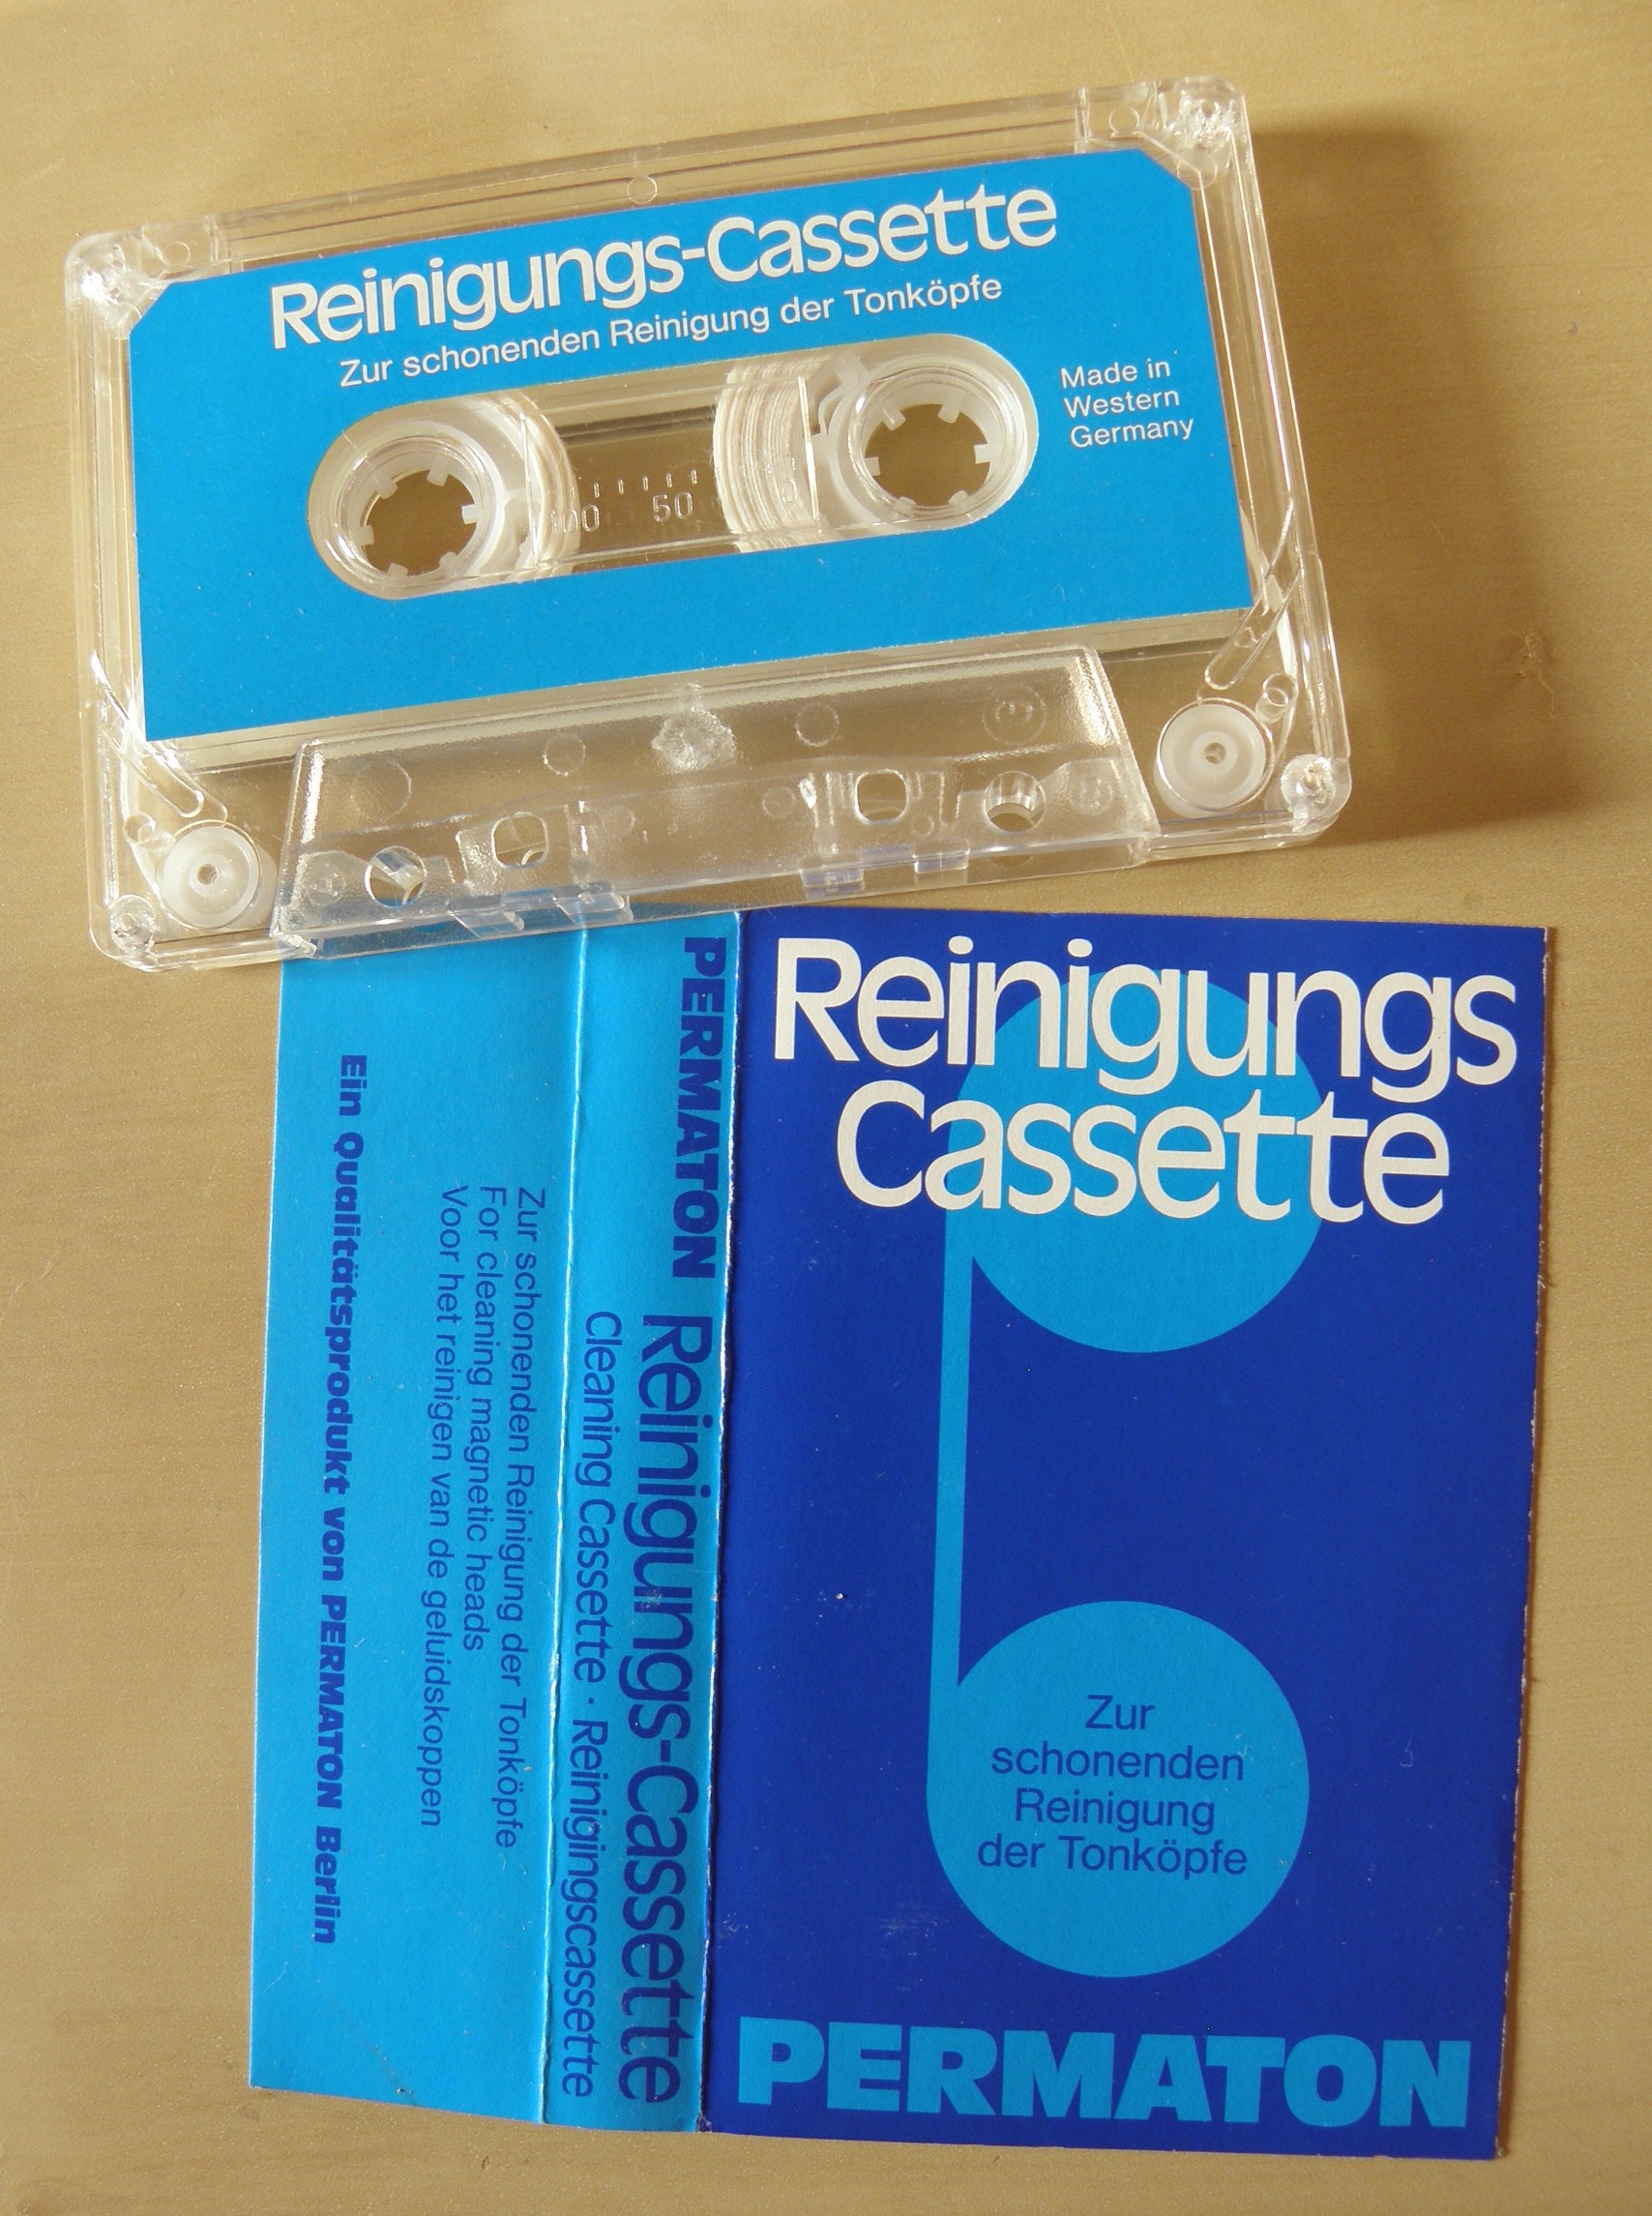 Reinigungs-Cassette
Zur schonenden Reinigung der Tonköpfe
Made in
Western
Germany
100 50 0
Reinigungs
Cassette
Zur
schonenden
Reinigung
der Tonköpfe
PERMATON
PERMATON Reinigungs-Cassette
Cleaning Cassette · Reinigingscassette
Zur schonenden Reinigung der Tonköpfe
For cleaning magnetic heads
Voor het reinigen van de geluidskoppen
Ein Qualitätsprodukt von PERMATON Berlin